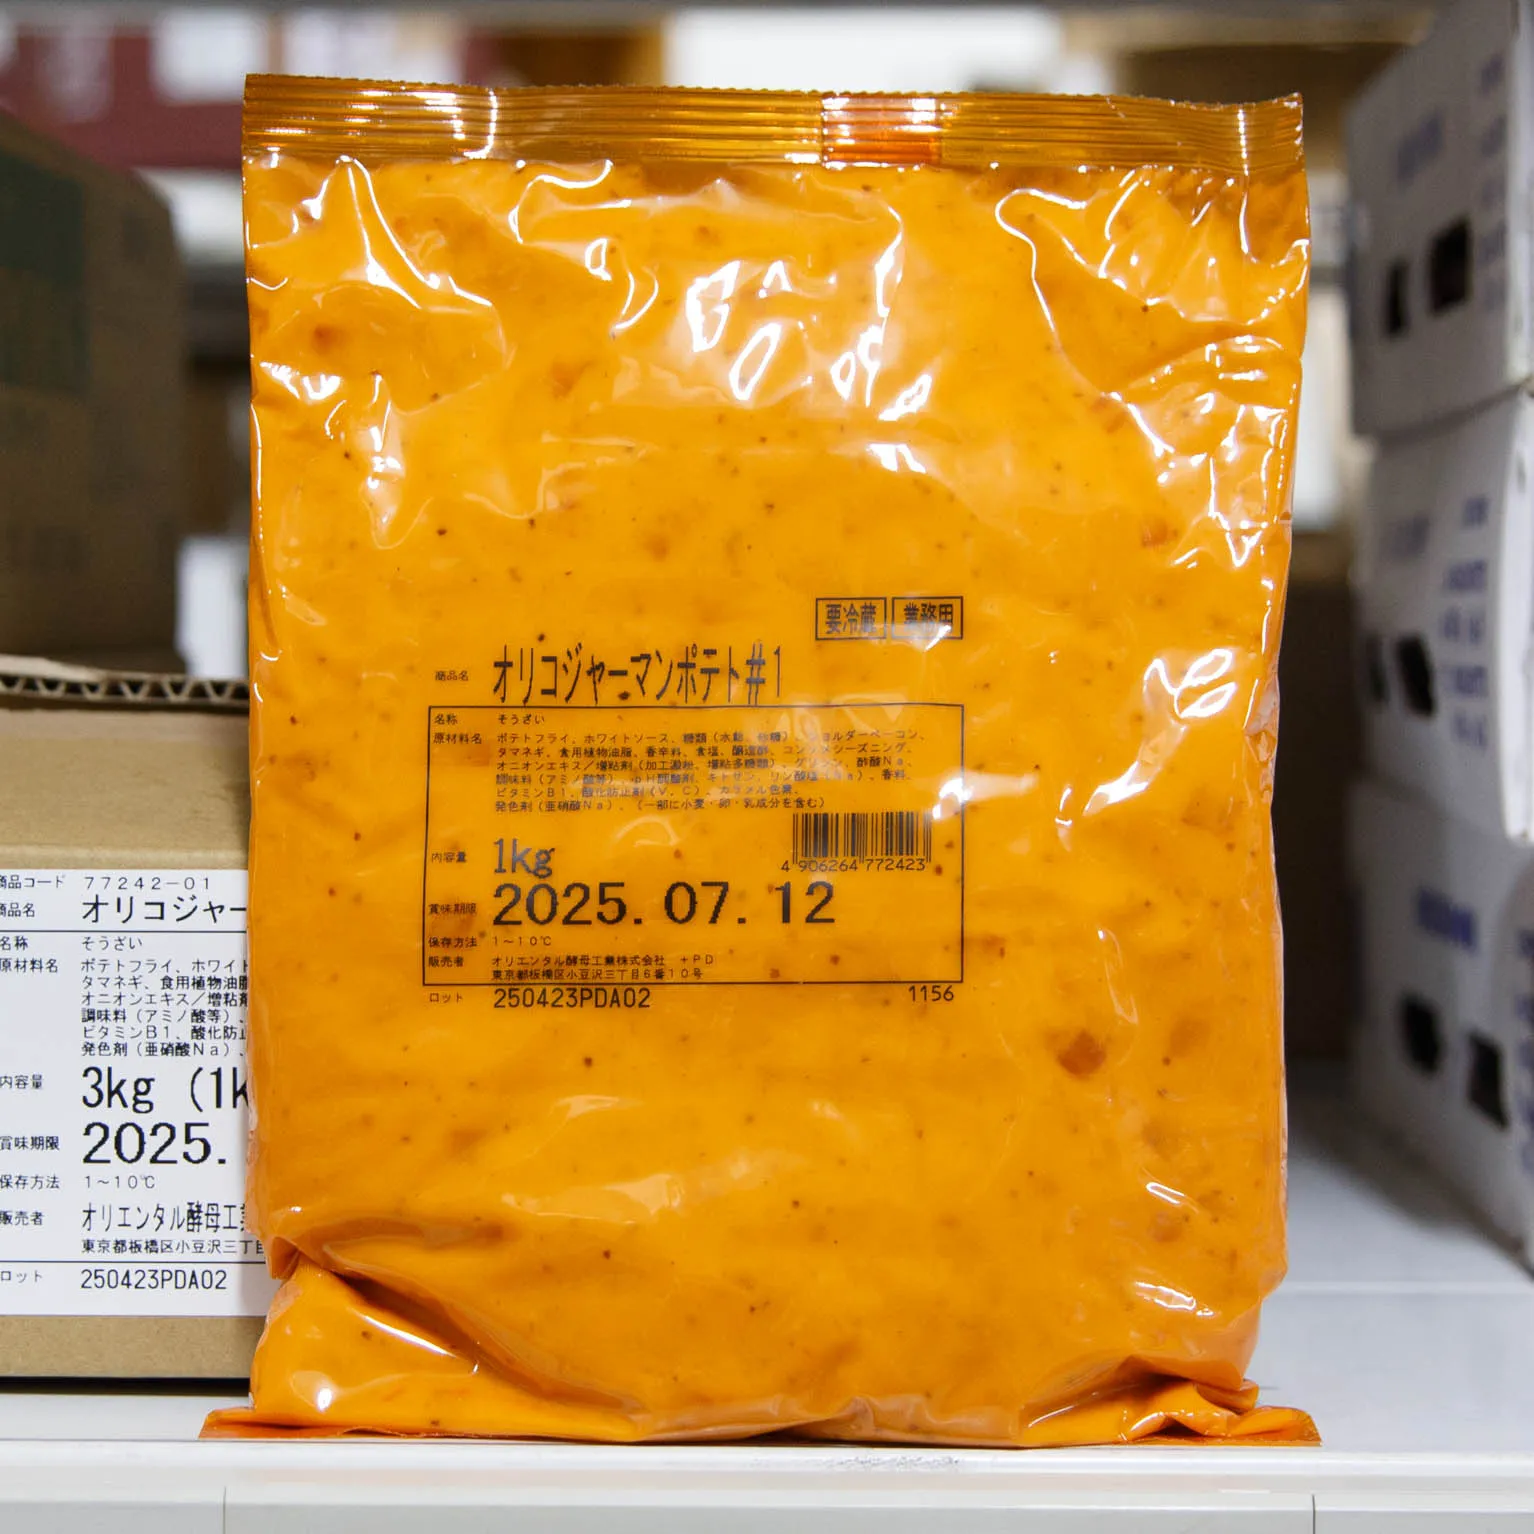 要冷蔵 業務用
商品名 オリコジャーマンポテト#1
名称 そうざい
原材料名 ポテトフライ、ホワイトソース、糖類(水飴、砂糖)、ショルダーベーコン、
タマネギ、食用植物油脂、香辛料、食塩、醸造酢、コンソメシーズニング、
オニオンエキス/増粘剤(加工澱粉、増粘多糖類)、グリシン、酢酸Na、
調味料(アミノ酸等)、pH調整剤、キトサン、リン酸塩(Na)、香料、
ビタミンB1、酸化防止剤(V.C)、カラメル色素、
発色剤(亜硝酸Na)、(一部に小麦・卵・乳成分を含む)
内容量 1kg
4 906264 772423
賞味期限 2025.07.12
保存方法 1~10℃
販売者 オリエンタル酵母工業株式会社 +PD
東京都板橋区小豆沢三丁目6番10号
ロット 250423PDA02 1156
商品コード 77242-01
商品名 オリコジャー
名称 そうざい
原材料名 ポテトフライ、ホワイト
タマネギ、食用植物油脂
オニオンエキス/増粘剤
調味料(アミノ酸等)、
ビタミンB1、酸化防止
発色剤(亜硝酸Na)、
内容量 3kg (1k
賞味期限 2025.
保存方法 1~10℃
販売者 オリエンタル酵母工業
東京都板橋区小豆沢三丁目
ロット 250423PDA02